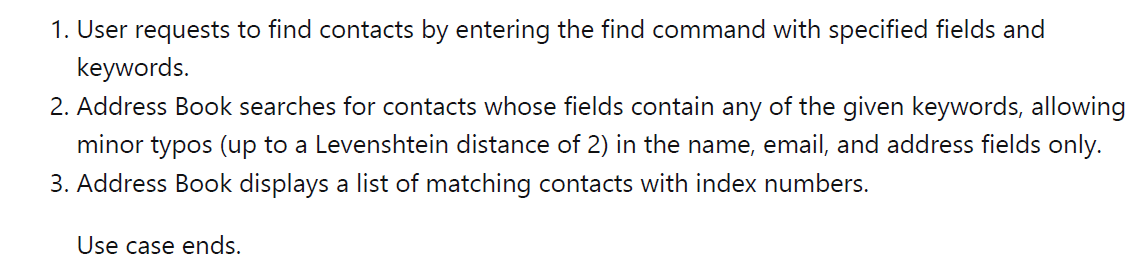 1. User requests to find contacts by entering the find command with specified fields and
keywords.
2. Address Book searches for contacts whose fields contain any of the given keywords, allowing
minor typos (up to a Levenshtein distance of 2) in the name, email, and address fields only.
3. Address Book displays a list of matching contacts with index numbers.
Use case ends.